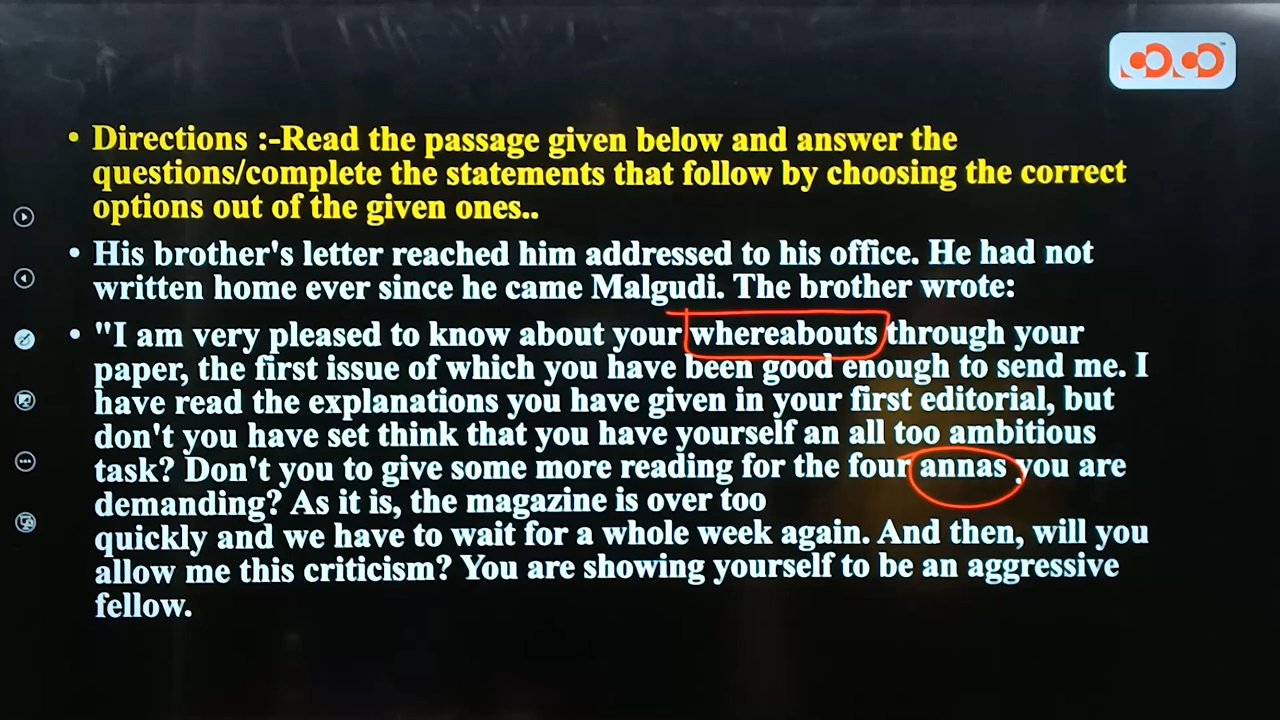 • Directions :-Read the passage given below and answer the
questions/complete the statements that follow by choosing the correct
options out of the given ones..
• His brother's letter reached him addressed to his office. He had not
written home ever since he came Malgudi. The brother wrote:
• "I am very pleased to know about your whereabouts through your
paper, the first issue of which you have been good enough to send me. I
have read the explanations you have given in your first editorial, but
don't you have set think that you have yourself an all too ambitious
task? Don't you to give some more reading for the four annas you are
demanding? As it is, the magazine is over too
quickly and we have to wait for a whole week again. And then, will you
allow me this criticism? You are showing yourself to be an aggressive
fellow.